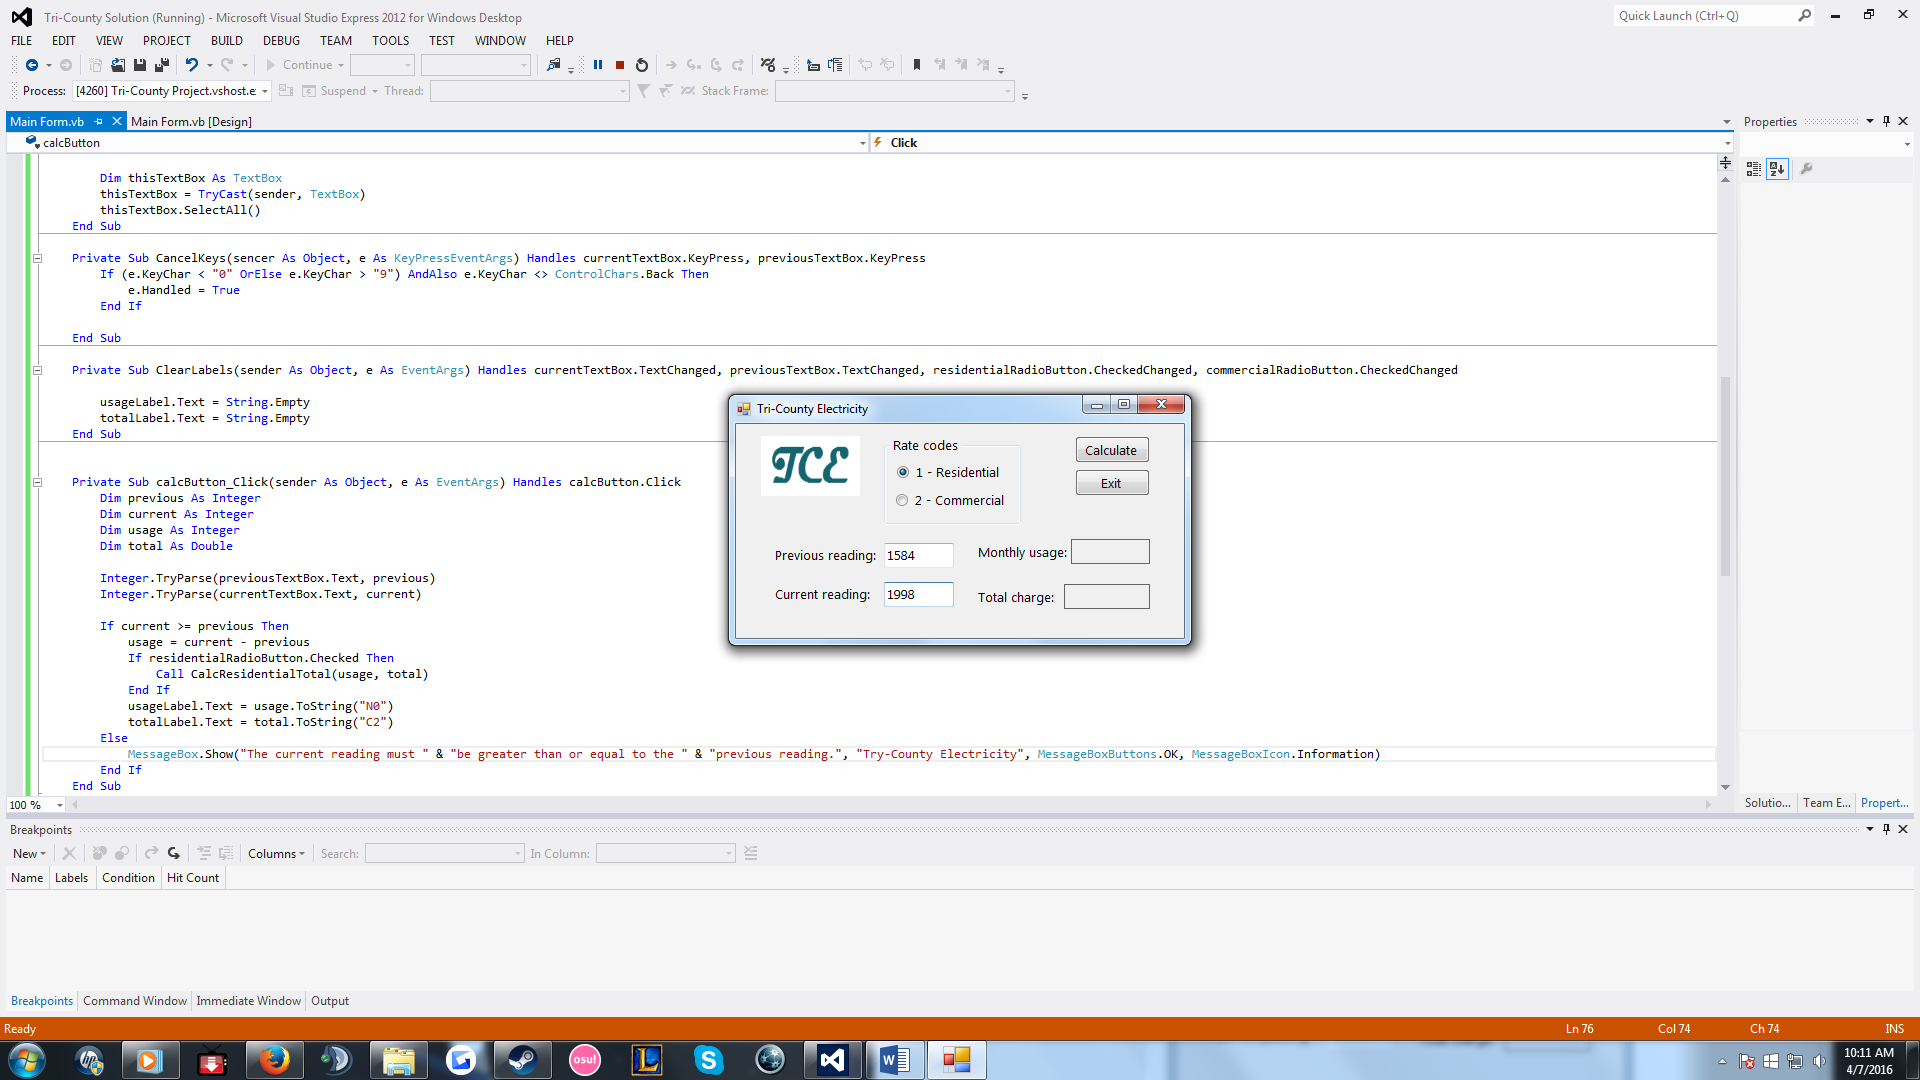 Tri-County Solution (Running) - Microsoft Visual Studio Express 2012 for Windows Desktop
Quick Launch (Ctrl+Q)
FILE EDIT VIEW PROJECT BUILD DEBUG TEAM TOOLS TEST WINDOW HELP
Continue
Process: [4260] Tri-County Project.vshost.e Suspend Thread: Stack Frame:
Main Form.vb Main Form.vb [Design]
Properties
calcButton Click
Dim thisTextBox As TextBox
thisTextBox = TryCast(sender, TextBox)
thisTextBox.SelectAll()
End Sub
Private Sub CancelKeys(sencer As Object, e As KeyPressEventArgs) Handles currentTextBox.KeyPress, previousTextBox.KeyPress
If (e.KeyChar < "0" OrElse e.KeyChar > "9") AndAlso e.KeyChar <> ControlChars.Back Then
e.Handled = True
End If
End Sub
Private Sub ClearLabels(sender As Object, e As EventArgs) Handles currentTextBox.TextChanged, previousTextBox.TextChanged, residentialRadioButton.CheckedChanged, commercialRadioButton.CheckedChanged
usageLabel.Text = String.Empty
totalLabel.Text = String.Empty
End Sub
Private Sub calcButton_Click(sender As Object, e As EventArgs) Handles calcButton.Click
Dim previous As Integer
Dim current As Integer
Dim usage As Integer
Dim total As Double
Integer.TryParse(previousTextBox.Text, previous)
Integer.TryParse(currentTextBox.Text, current)
If current >= previous Then
usage = current - previous
If residentialRadioButton.Checked Then
Call CalcResidentialTotal(usage, total)
End If
usageLabel.Text = usage.ToString("N0")
totalLabel.Text = total.ToString("C2")
Else
MessageBox.Show("The current reading must " & "be greater than or equal to the " & "previous reading.", "Try-County Electricity", MessageBoxButtons.OK, MessageBoxIcon.Information)
End If
End Sub
Tri-County Electricity
TCE
Rate codes
1 - Residential
2 - Commercial
Calculate
Exit
Previous reading: 1584
Monthly usage:
Current reading: 1998
Total charge:
100 %
Solutio... Team E... Propert...
Breakpoints
New Columns Search: In Column:
Name Labels Condition Hit Count
Breakpoints Command Window Immediate Window Output
Ready Ln 76 Col 74 Ch 74 INS
hp
osu!
L
S
W
10:11 AM
4/7/2016